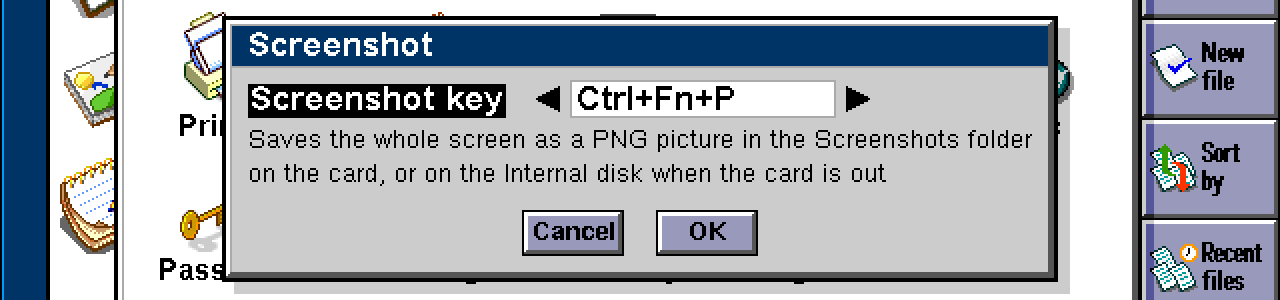 Screenshot
Screenshot key
Ctrl+Fn+P
Saves the whole screen as a PNG picture in the Screenshots folder
on the card, or on the Internal disk when the card is out
Cancel
OK
Pass
New
file
Sort
by
Recent
files